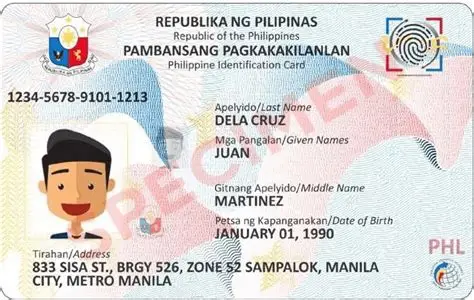 REPUBLIKA NG PILIPINAS
Republic of the Philippines
PAMBANSANG PAGKAKAKILANLAN
Philippine Identification Card
1234-5678-9101-1213
Apelyido/Last Name
DELA CRUZ
Mga Pangalan/Given Names
JUAN
Gitnang Apelyido/Middle Name
MARTINEZ
Petsa ng Kapanganakan/Date of Birth
JANUARY 01, 1990
SPECIMEN
PHL
Tirahan/Address
833 SISA ST., BRGY 526, ZONE 52 SAMPALOK, MANILA
CITY, METRO MANILA